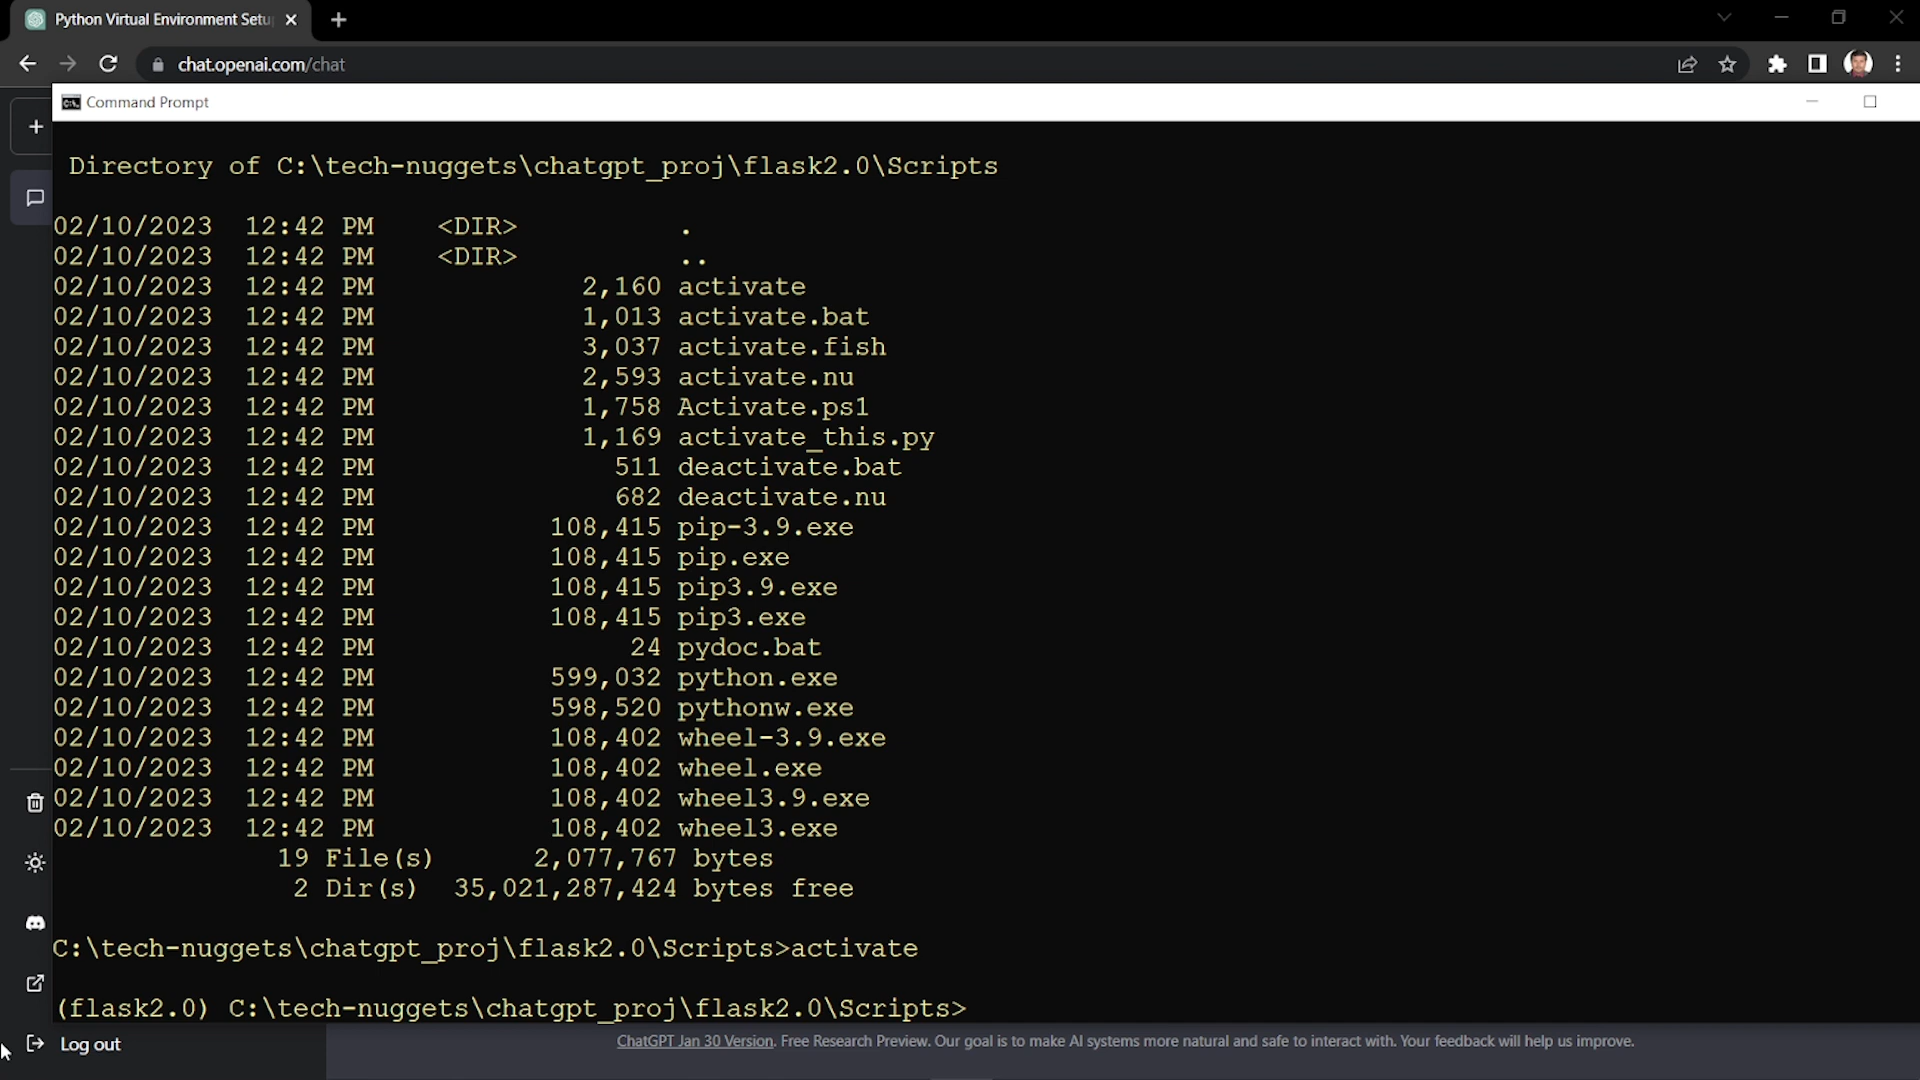 Python Virtual Environment Setu
chat.openai.com/chat
Command Prompt
Directory of C:\tech-nuggets\chatgpt_proj\flask2.0\Scripts
02/10/2023 12:42 PM <DIR> .
02/10/2023 12:42 PM <DIR> ..
02/10/2023 12:42 PM 2,160 activate
02/10/2023 12:42 PM 1,013 activate.bat
02/10/2023 12:42 PM 3,037 activate.fish
02/10/2023 12:42 PM 2,593 activate.nu
02/10/2023 12:42 PM 1,758 Activate.ps1
02/10/2023 12:42 PM 1,169 activate_this.py
02/10/2023 12:42 PM 511 deactivate.bat
02/10/2023 12:42 PM 682 deactivate.nu
02/10/2023 12:42 PM 108,415 pip-3.9.exe
02/10/2023 12:42 PM 108,415 pip.exe
02/10/2023 12:42 PM 108,415 pip3.9.exe
02/10/2023 12:42 PM 108,415 pip3.exe
02/10/2023 12:42 PM 24 pydoc.bat
02/10/2023 12:42 PM 599,032 python.exe
02/10/2023 12:42 PM 598,520 pythonw.exe
02/10/2023 12:42 PM 108,402 wheel-3.9.exe
02/10/2023 12:42 PM 108,402 wheel.exe
02/10/2023 12:42 PM 108,402 wheel3.9.exe
02/10/2023 12:42 PM 108,402 wheel3.exe
19 File(s) 2,077,767 bytes
2 Dir(s) 35,021,287,424 bytes free
C:\tech-nuggets\chatgpt_proj\flask2.0\Scripts>activate
(flask2.0) C:\tech-nuggets\chatgpt_proj\flask2.0\Scripts>
Log out
ChatGPT Jan 30 Version. Free Research Preview. Our goal is to make AI systems more natural and safe to interact with. Your feedback will help us improve.